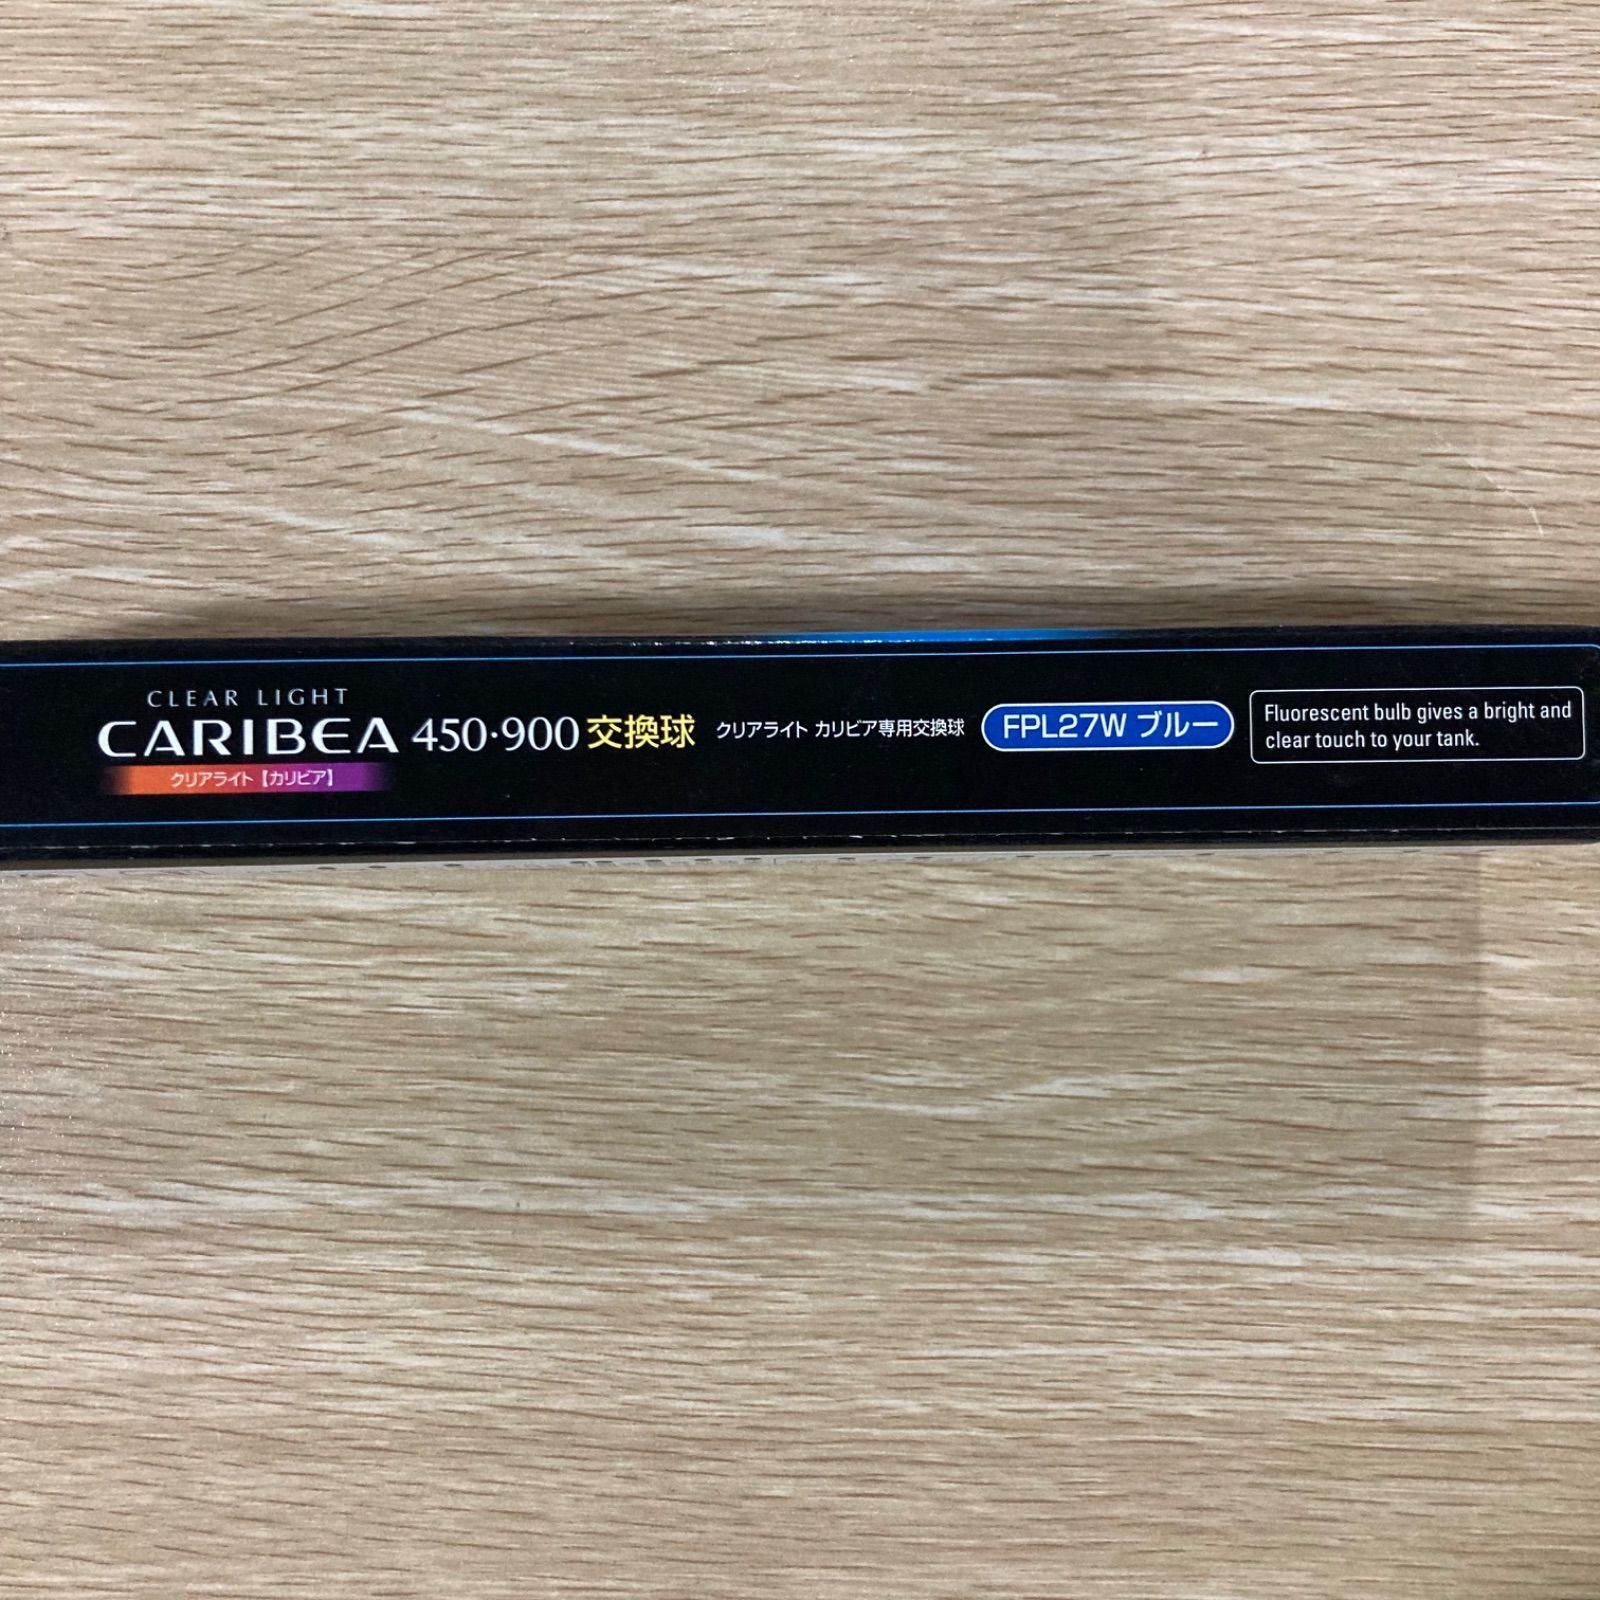 CLEAR LIGHT
CARIBEA 450・900 交換球 クリアライト カリビア専用交換球 FPL27W ブルー
クリアライト【カリビア】
Fluorescent bulb gives a bright and
clear touch to your tank.